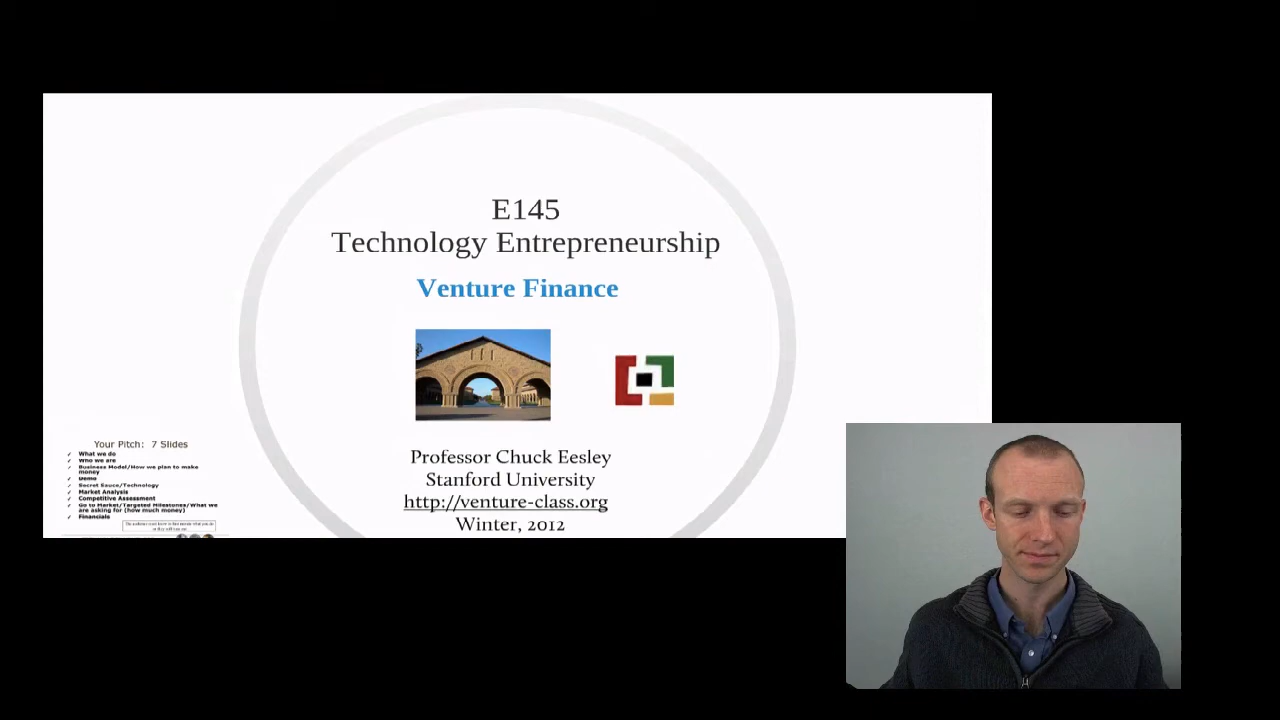 E145
Technology Entrepreneurship
Venture Finance
Professor Chuck Eesley
Stanford University
http://venture-class.org
Winter, 2012
Your Pitch: 7 Slides
✓ What we do
✓ Who we are
✓ Business Model/How we plan to make
money
✓ Demo
✓ Secret Sauce/Technology
✓ Market Analysis
✓ Competitive Assessment
✓ Go to Market/Targeted Milestones/What we
are asking for (how much money)
✓ Financials